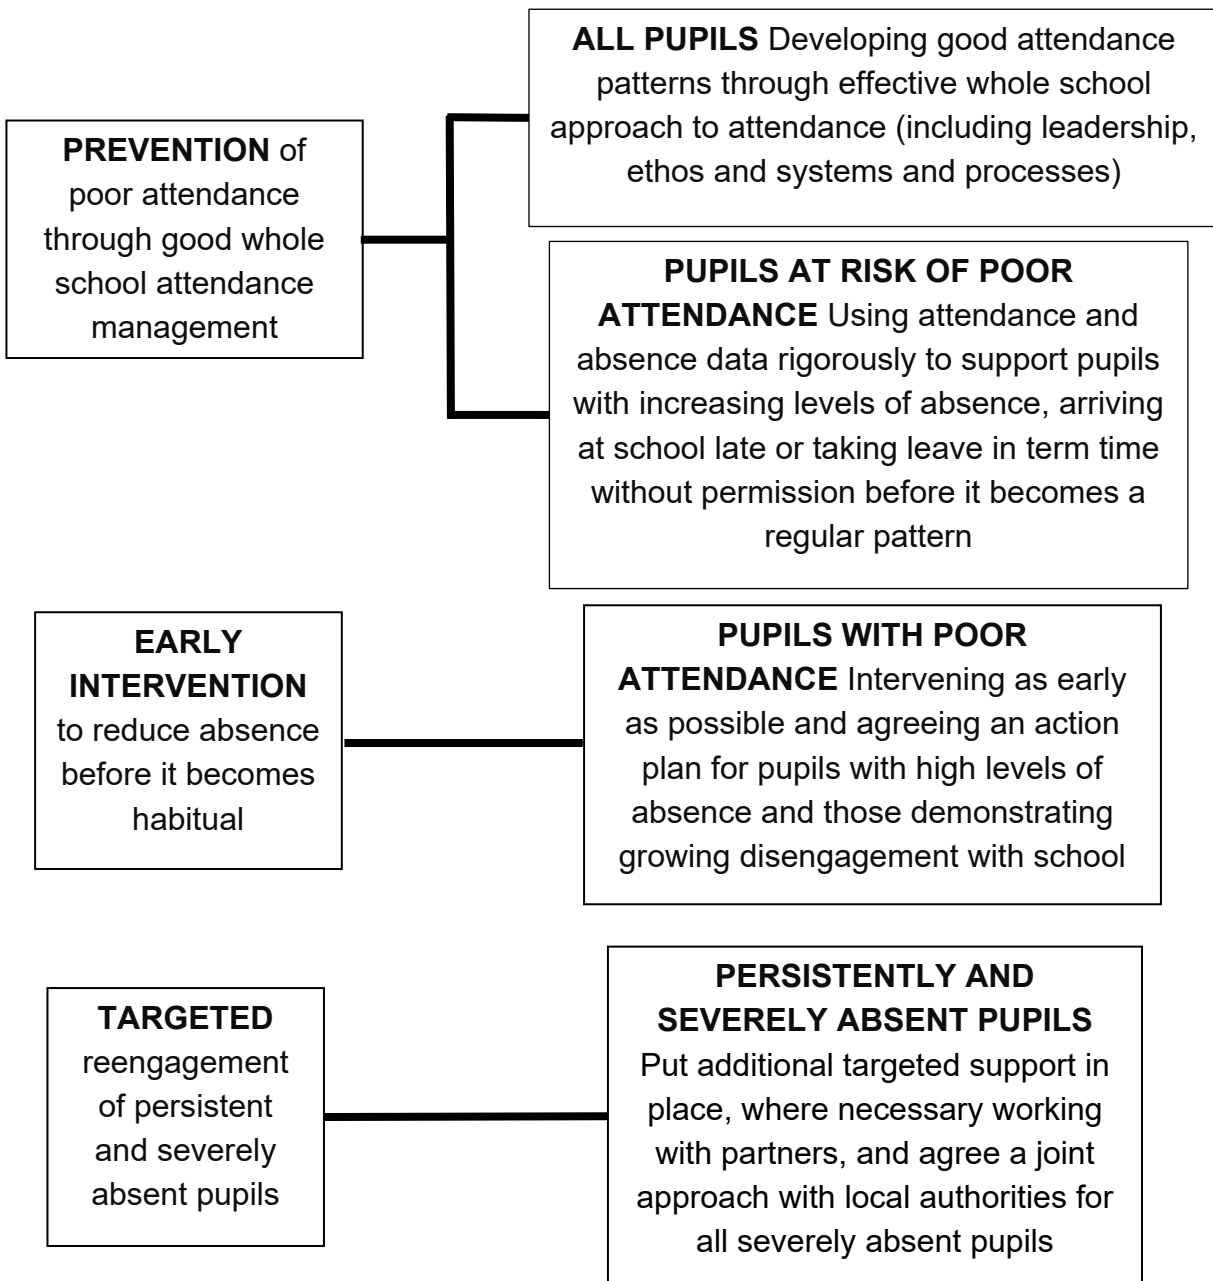 PREVENTION of
poor attendance
through good whole
school attendance
management
ALL PUPILS Developing good attendance
patterns through effective whole school
approach to attendance (including leadership,
ethos and systems and processes)
PUPILS AT RISK OF POOR
ATTENDANCE Using attendance and
absence data rigorously to support pupils
with increasing levels of absence, arriving
at school late or taking leave in term time
without permission before it becomes a
regular pattern
EARLY
INTERVENTION
to reduce absence
before it becomes
habitual
PUPILS WITH POOR
ATTENDANCE Intervening as early
as possible and agreeing an action
plan for pupils with high levels of
absence and those demonstrating
growing disengagement with school
TARGETED
reengagement
of persistent
and severely
absent pupils
PERSISTENTLY AND
SEVERELY ABSENT PUPILS
Put additional targeted support in
place, where necessary working
with partners, and agree a joint
approach with local authorities for
all severely absent pupils